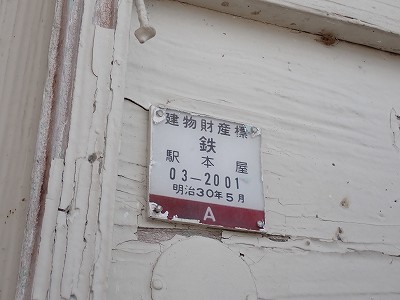 建物財産標
鉄
駅本屋
03-2001
明治30年5月
A